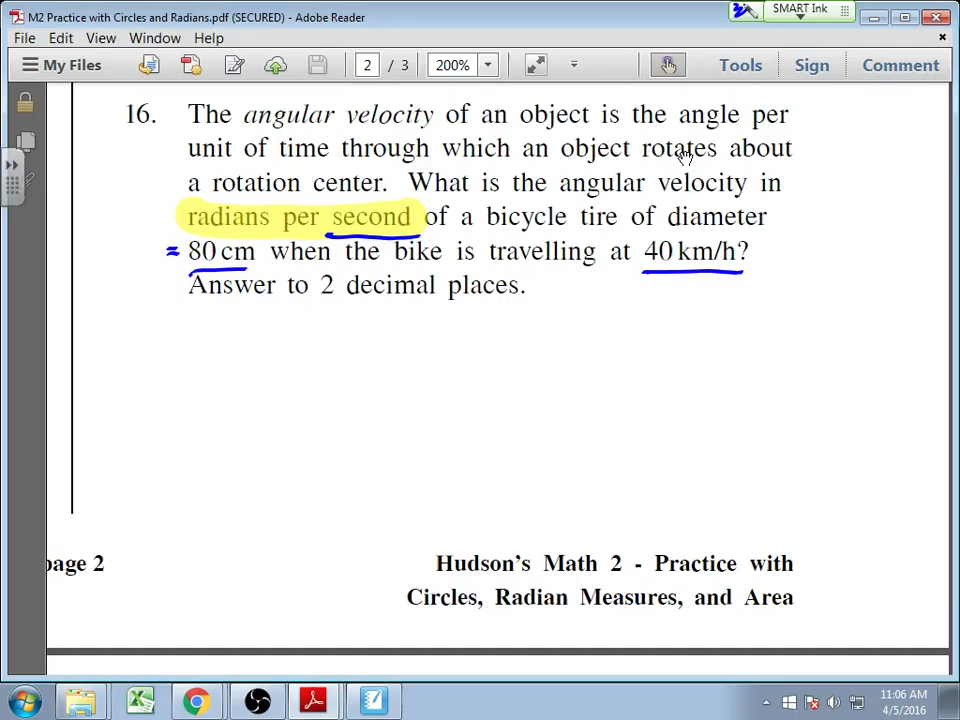 M2 Practice with Circles and Radians.pdf (SECURED) - Adobe Reader
SMART Ink
File Edit View Window Help
My Files 2 / 3 200% Tools Sign Comment
16. The angular velocity of an object is the angle per
unit of time through which an object rotates about
a rotation center. What is the angular velocity in
radians per second of a bicycle tire of diameter
80 cm when the bike is travelling at 40 km/h?
Answer to 2 decimal places.
page 2
Hudson's Math 2 - Practice with
Circles, Radian Measures, and Area
11:06 AM
4/5/2016